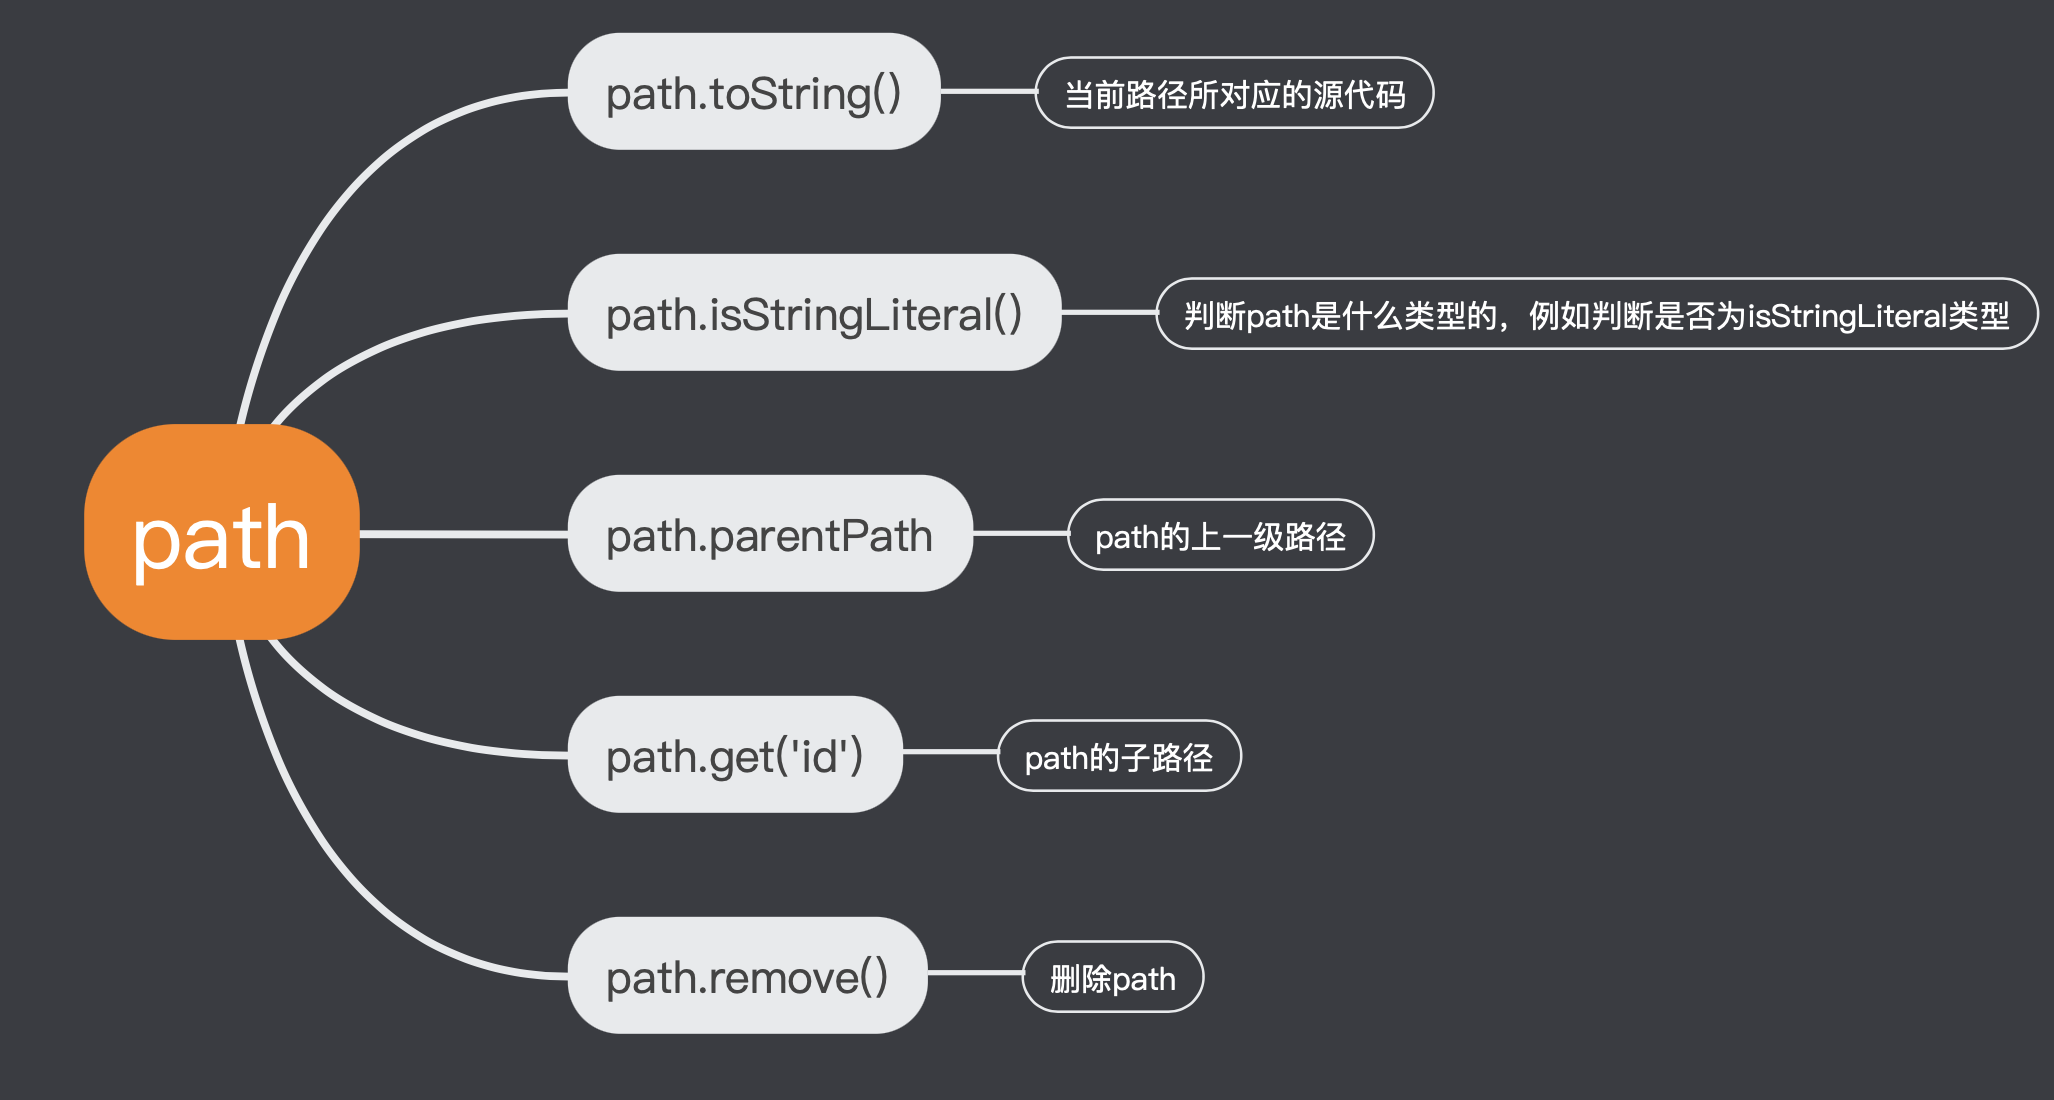 path.toString()
当前路径所对应的源代码
path.isStringLiteral()
判断path是什么类型的，例如判断是否为isStringLiteral类型
path
path.parentPath
path的上一级路径
path.get('id')
path的子路径
path.remove()
删除path